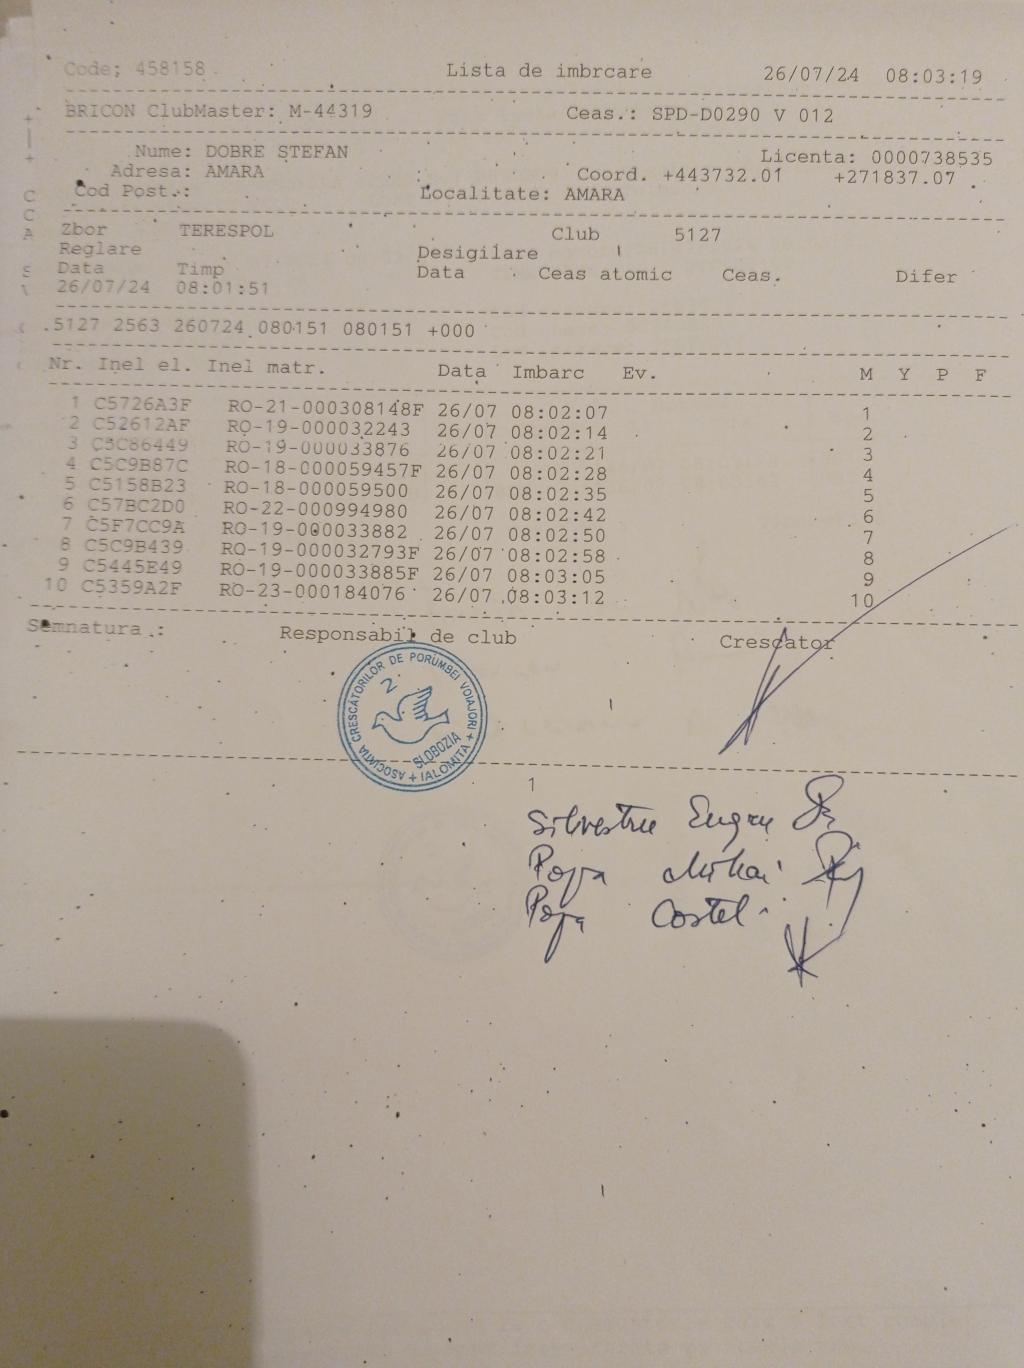 Code; 458158 Lista de imbrcare 26/07/24 08:03:19
BRICON ClubMaster: M-44319 Ceas.: SPD-D0290 V 012
Nume: DOBRE STEFAN Licenta: 0000738535
Adresa: AMARA Coord. +443732.01 +271837.07
Cod Post.: Localitate: AMARA
Zbor TERESPOL Club 5127
Reglare Desigilare
Data Timp Data Ceas atomic Ceas. Difer
26/07/24 08:01:51
5127 2563 260724 080151 080151 +000
Nr. Inel el. Inel matr. Data Imbarc Ev. M Y P F
1 C5726A3F RO-21-000308148F 26/07 08:02:07 1
2 C52612AF RO-19-000032243 26/07 08:02:14 2
3 C5C86449 RO-19-000033876 26/07 08:02:21 3
4 C5C9B87C RO-18-000059457F 26/07 08:02:28 4
5 C5158B23 RO-18-000059500 26/07 08:02:35 5
6 C57BC2D0 RO-22-000994980 26/07 08:02:42 6
7 C5F7CC9A RO-19-000033882 26/07 08:02:50 7
8 C5C9B439 RO-19-000032793F 26/07 08:02:58 8
9 C5445E49 RO-19-000033885F 26/07 08:03:05 9
10 C5359A2F RO-23-000184076 26/07 08:03:12 10
Semnatura : Responsabil de club Crescator
ASOCIAȚIA CRESCĂTORILOR DE PORUMBEI VOIAJORI + IALOMIȚA +
2
SLOBOZIA
1
Silvestru Eugen
Popa Mihai
Popa Costel